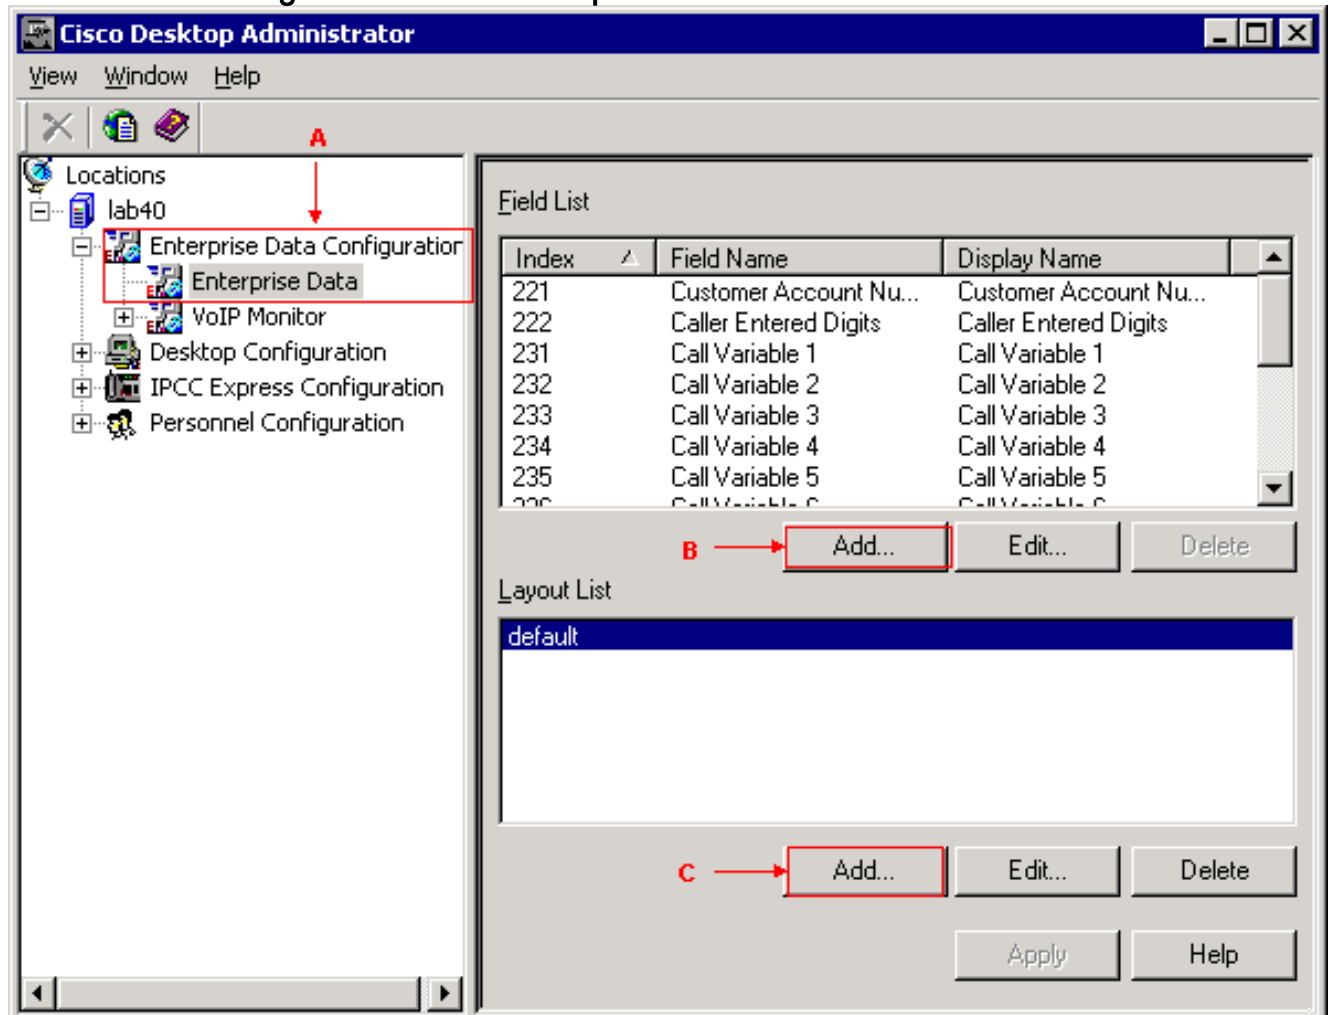 Cisco Desktop Administrator
View Window Help
A
Locations
lab40
Enterprise Data Configuration
Enterprise Data
VoIP Monitor
Desktop Configuration
IPCC Express Configuration
Personnel Configuration
Field List
Index Field Name Display Name
221 Customer Account Nu... Customer Account Nu...
222 Caller Entered Digits Caller Entered Digits
231 Call Variable 1 Call Variable 1
232 Call Variable 2 Call Variable 2
233 Call Variable 3 Call Variable 3
234 Call Variable 4 Call Variable 4
235 Call Variable 5 Call Variable 5
B Add... Edit... Delete
Layout List
default
C Add... Edit... Delete
Apply Help